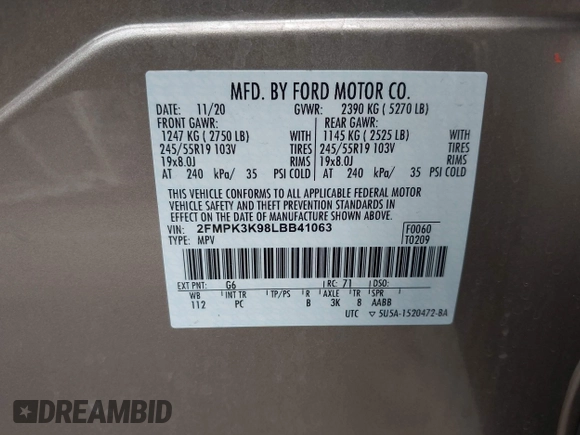 1
MFD. BY FORD MOTOR CO.
DATE: 11/20 GVWR: 2390 KG ( 5270 LB)
FRONT GAWR: REAR GAWR:
1247 KG ( 2750 LB) WITH 1145 KG ( 2525 LB) WITH
245/55R19 103V TIRES 245/55R19 103V TIRES
19x8.0J RIMS 19x8.0J RIMS
AT 240 kPa/ 35 PSI COLD AT 240 kPa/ 35 PSI COLD
THIS VEHICLE CONFORMS TO ALL APPLICABLE FEDERAL MOTOR
VEHICLE SAFETY AND THEFT PREVENTION STANDARDS IN
EFFECT ON THE DATE OF MANUFACTURE SHOWN ABOVE.
VIN: 2FMPK3K98LBB41063 F0060
TYPE: MPV T0209
EXT PNT: G6 RC: 71 DSO:
WB INT TR TP/PS R AXLE TR SPR
112 PC B 3K 8 AABB
UTC ▽ 5U5A-1520472-BA
DREAMBID